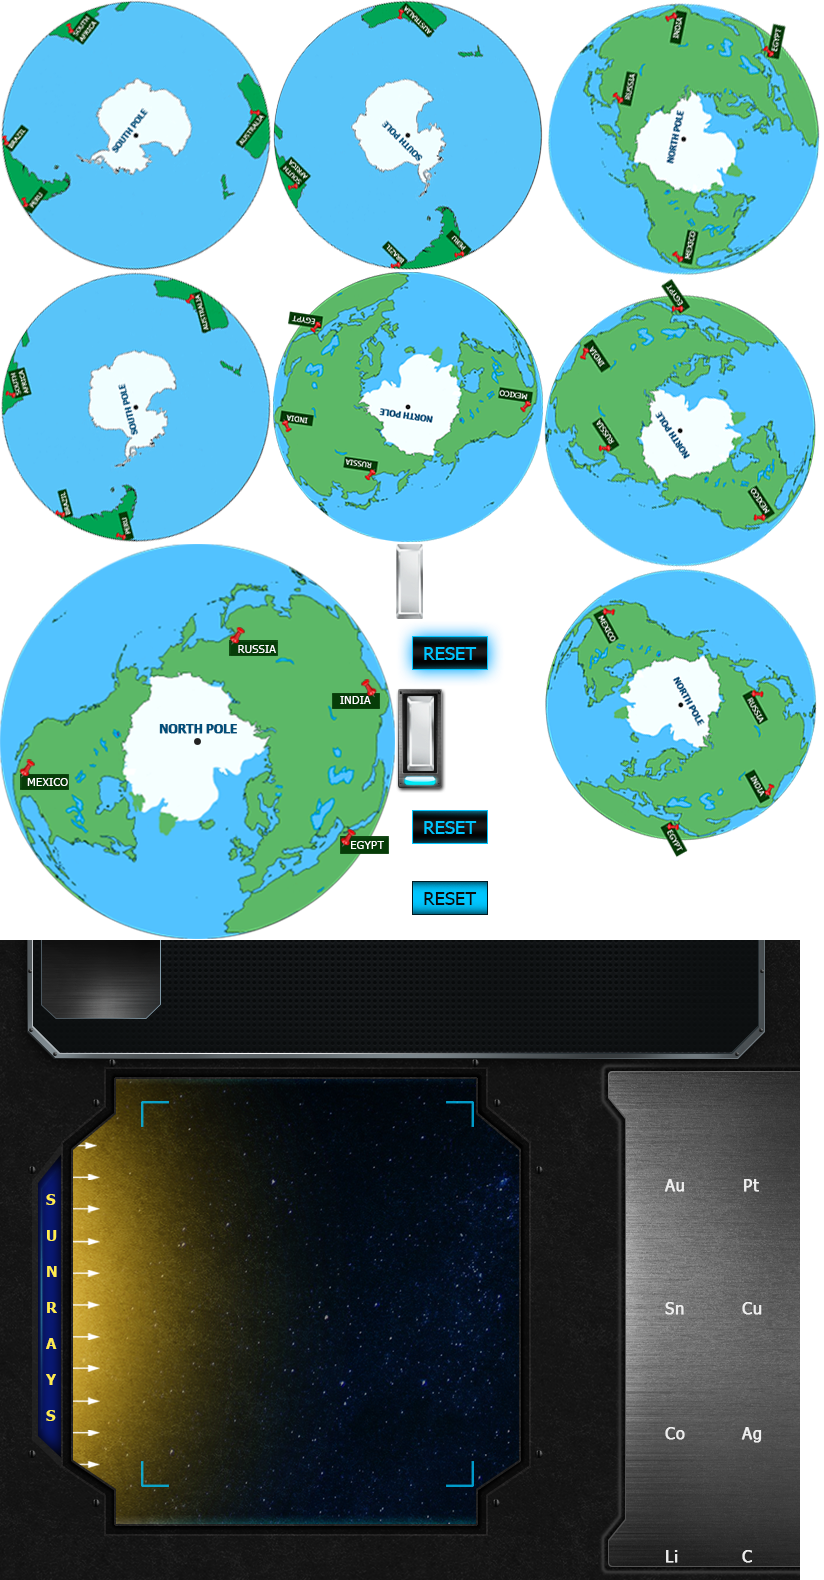 SOUTH
AFRICA
SOUTH POLE
BRAZIL
AUSTRALIA
PERU
AUSTRALIA
SOUTH POLE
SOUTH
AFRICA
BRAZIL
PERU
INDIA
EGYPT
RUSSIA
NORTH POLE
MEXICO
AUSTRALIA
SOUTH
AFRICA
SOUTH POLE
BRAZIL
PERU
EGYPT
MEXICO
NORTH POLE
INDIA
RUSSIA
EGYPT
INDIA
RUSSIA
NORTH POLE
MEXICO
RUSSIA
INDIA
NORTH POLE
MEXICO
EGYPT
RESET
RESET
RESET
MEXICO
NORTH POLE
RUSSIA
INDIA
EGYPT
SUNRAYS
Au Pt
Sn Cu
Co Ag
Li C